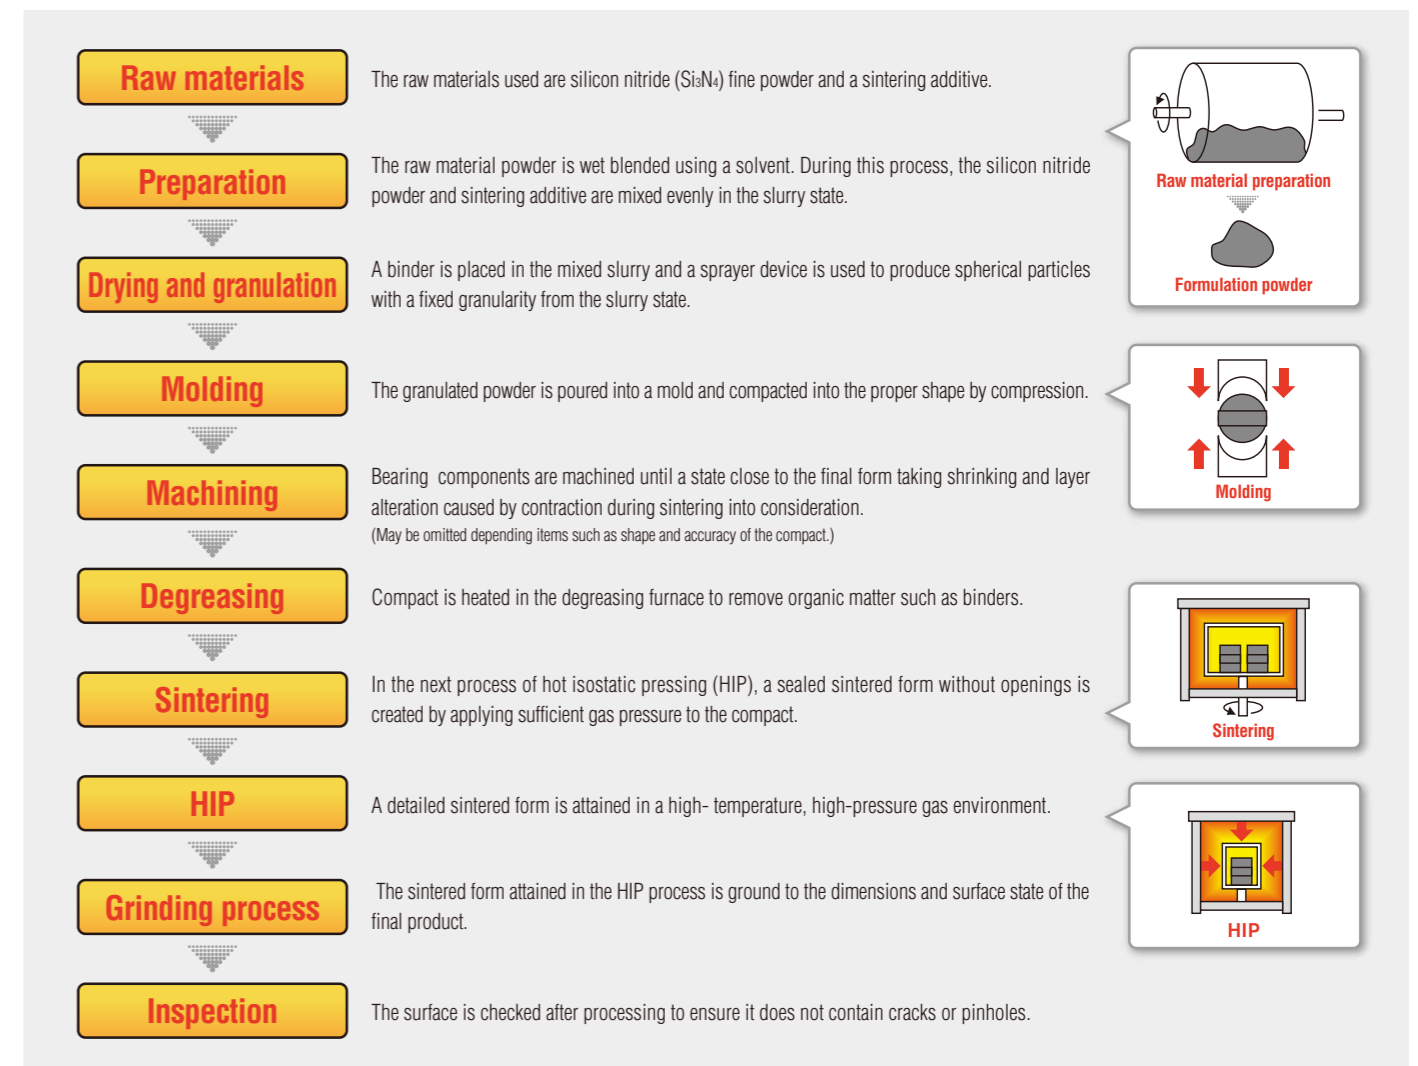 Raw materials
The raw materials used are silicon nitride (Si3N4) fine powder and a sintering additive.
Preparation
The raw material powder is wet blended using a solvent. During this process, the silicon nitride
powder and sintering additive are mixed evenly in the slurry state.
Drying and granulation
A binder is placed in the mixed slurry and a sprayer device is used to produce spherical particles
with a fixed granularity from the slurry state.
Raw material preparation
Formulation powder
Molding
The granulated powder is poured into a mold and compacted into the proper shape by compression.
Molding
Machining
Bearing components are machined until a state close to the final form taking shrinking and layer
alteration caused by contraction during sintering into consideration.
(May be omitted depending items such as shape and accuracy of the compact.)
Degreasing
Compact is heated in the degreasing furnace to remove organic matter such as binders.
Sintering
In the next process of hot isostatic pressing (HIP), a sealed sintered form without openings is
created by applying sufficient gas pressure to the compact.
Sintering
HIP
A detailed sintered form is attained in a high- temperature, high-pressure gas environment.
HIP
Grinding process
The sintered form attained in the HIP process is ground to the dimensions and surface state of the
final product.
Inspection
The surface is checked after processing to ensure it does not contain cracks or pinholes.